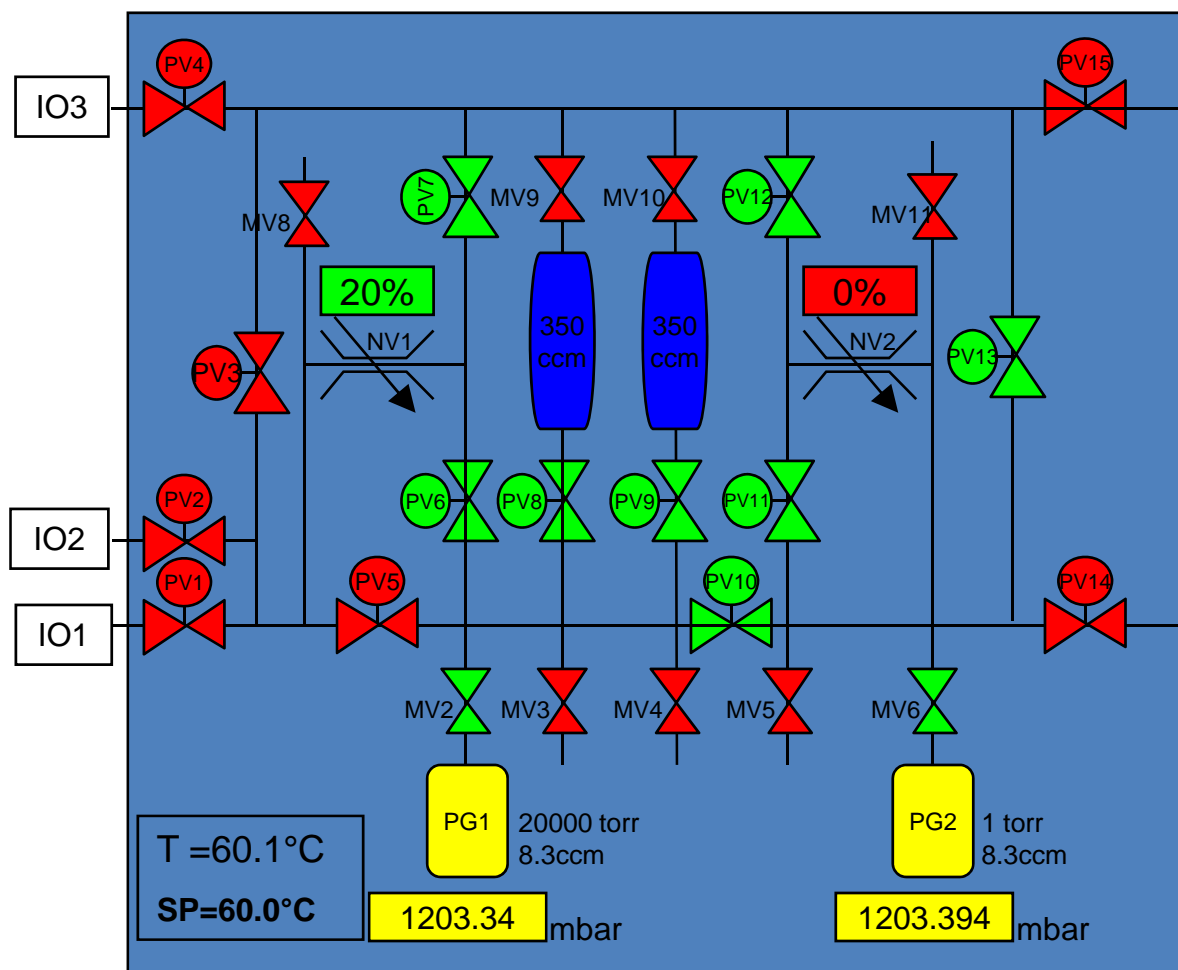 PV4
PV15
IO3
PV7
MV9
MV10
PV12
MV8
MV11
20%
0%
350
ccm
350
ccm
NV1
NV2
PV3
PV13
PV2
PV6
PV8
PV9
PV11
IO2
PV1
PV5
PV10
PV14
IO1
MV2
MV3
MV4
MV5
MV6
PG1
20000 torr
8.3ccm
PG2
1 torr
8.3ccm
T =60.1°C
SP=60.0°C
1203.34
mbar
1203.394
mbar